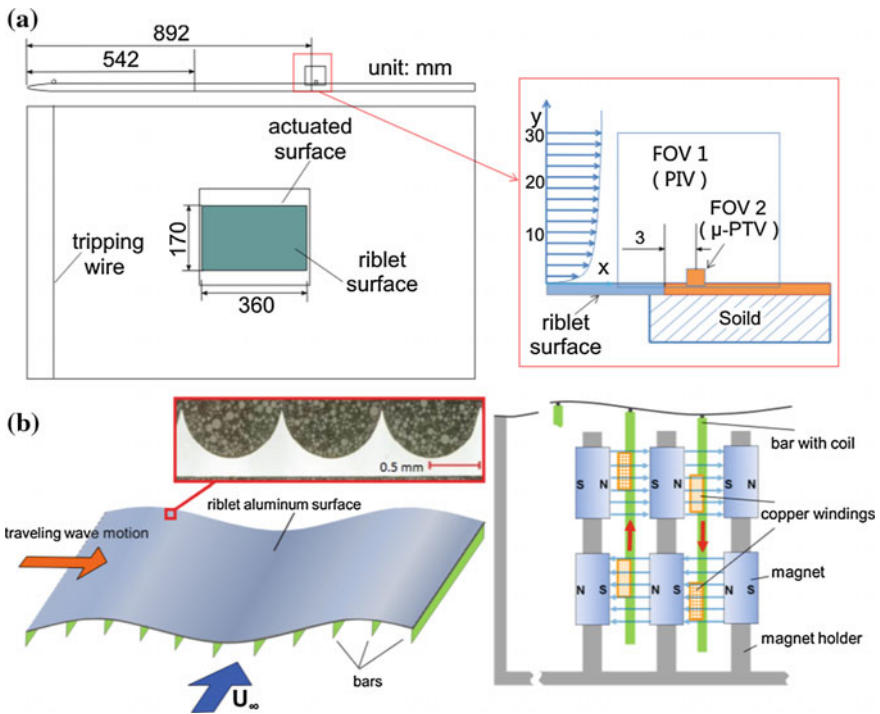 (a)
892
542
unit: mm
actuated
surface
170
tripping
wire
riblet
surface
360
y
30
20
10
FOV 1
( PIV )
FOV 2
( μ-PTV )
3
x
riblet
surface
Soild
(b)
0.5 mm
riblet aluminum surface
traveling wave motion
bars
U∞
bar with coil
S N S N S
copper windings
N S N S N S
magnet
magnet holder